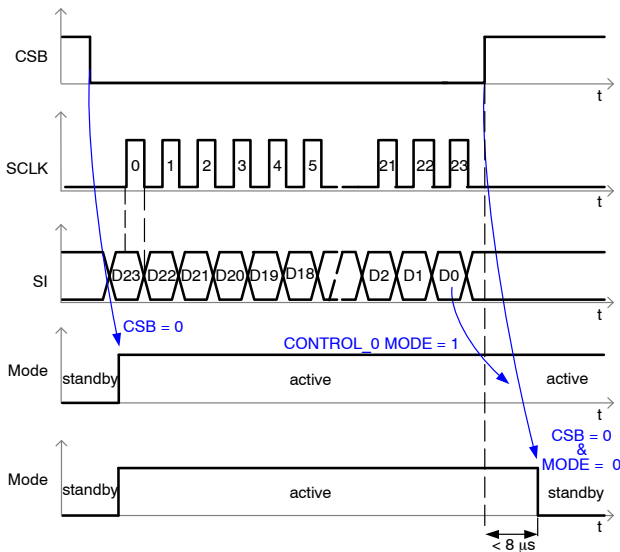 CSB
t
SCLK
0 1 2 3 4 5 21 22 23
t
SI
D23 D22 D21 D20 D19 D18 D2 D1 D0
t
CSB = 0
CONTROL_0 MODE = 1
Mode
standby active active
t
CSB = 0
&
MODE = 0
Mode
standby active standby
t
< 8 µs